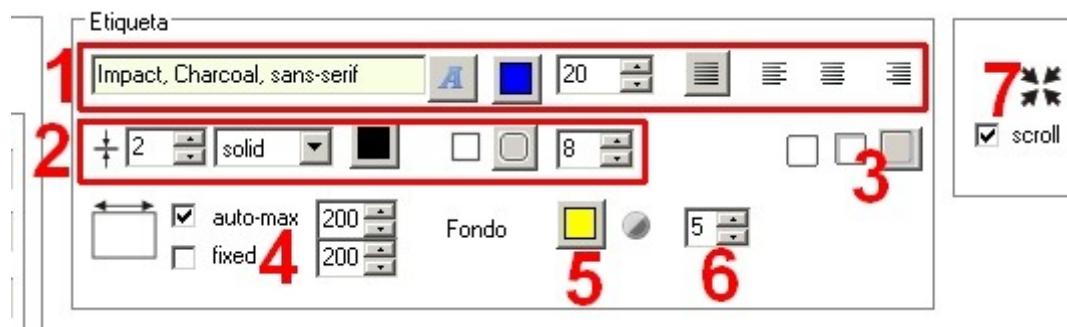 Etiqueta
1 Impact, Charcoal, sans-serif A 20
7
2 2 solid 8
3
scroll
auto-max 200 Fondo 5
fixed 4 200
5 6